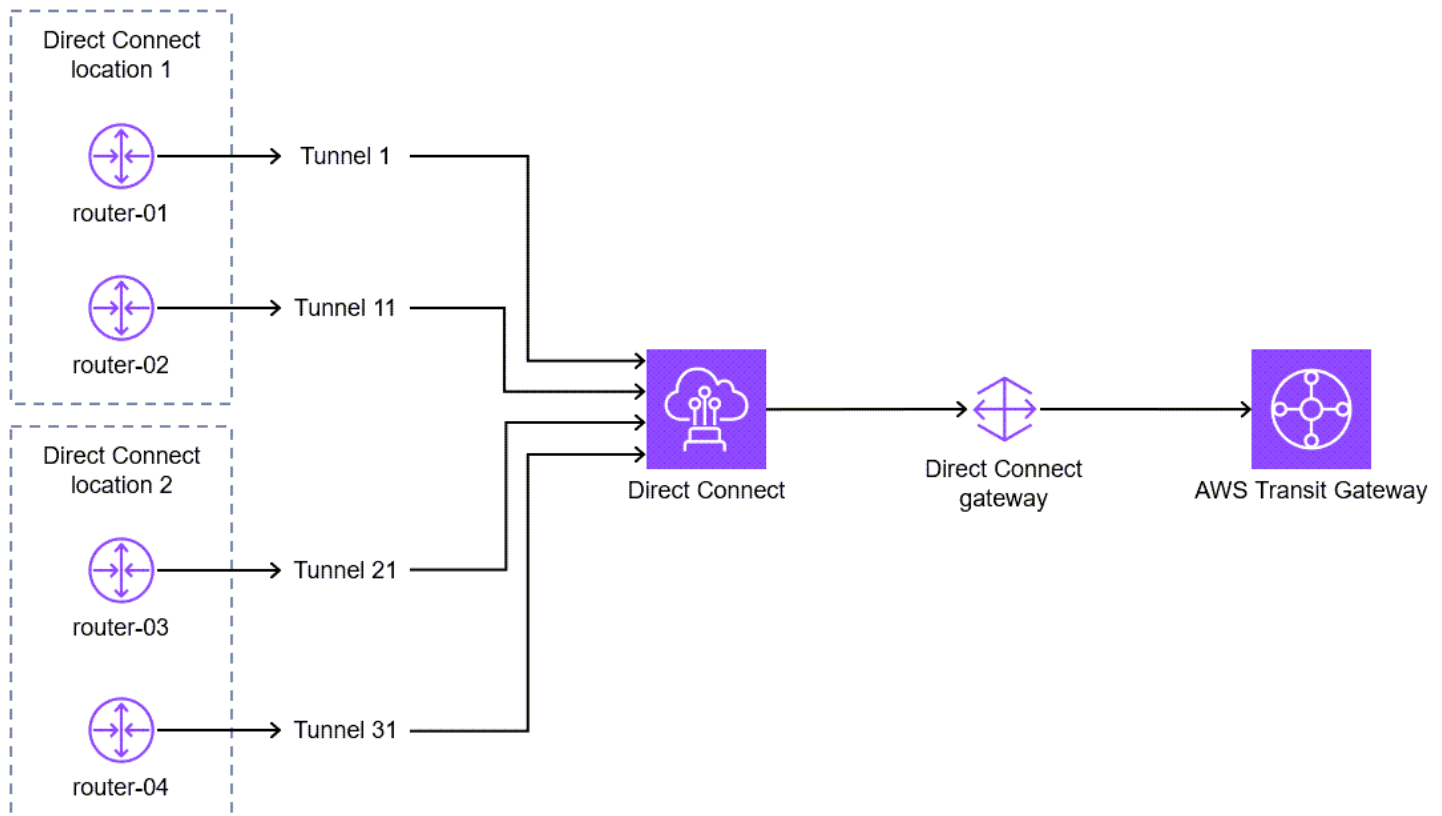 Direct Connect
location 1
router-01
Tunnel 1
router-02
Tunnel 11
Direct Connect
location 2
router-03
Tunnel 21
router-04
Tunnel 31
Direct Connect
Direct Connect
gateway
AWS Transit Gateway